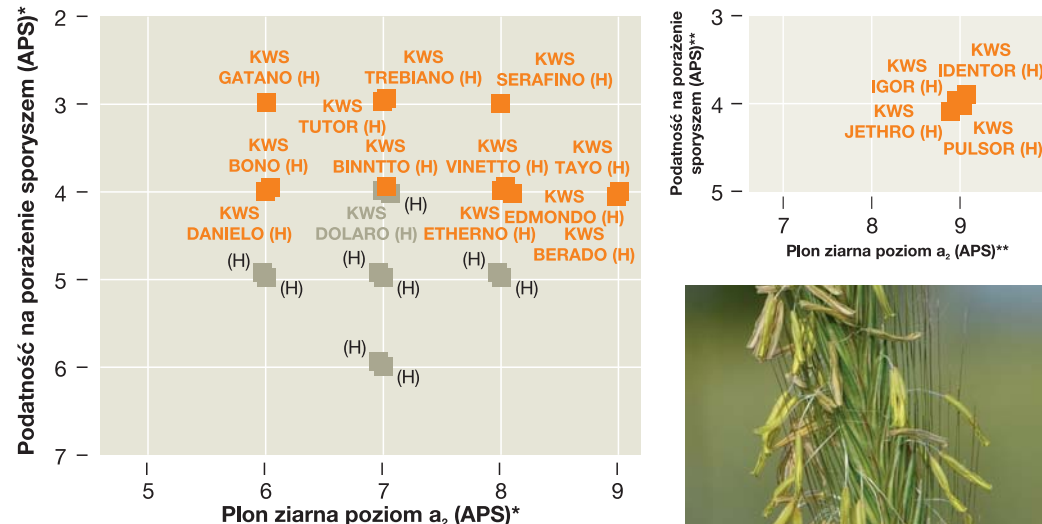 Podatność na porażenie sporyszem (APS)*
2
3
4
5
6
7
KWS
GATANO (H)
KWS
TREBIANO (H)
KWS
SERAFINO (H)
KWS
TUTOR (H)
KWS
BONO (H)
KWS
BINNTTO (H)
KWS
VINETTO (H)
KWS
TAYO (H)
(H)
KWS
DANIELO (H)
KWS
DOLARO (H)
KWS
ETHERNO (H)
KWS
EDMONDO (H)
KWS
BERADO (H)
(H)
(H)
(H)
(H)
(H)
(H)
(H)
(H)
5
6
7
8
9
Plon ziarna poziom a₂ (APS)*
Podatność na porażenie
sporyszem (APS)**
3
4
5
KWS
IGOR (H)
KWS
IDENTOR (H)
KWS
JETHRO (H)
KWS
PULSOR (H)
7
8
9
Plon ziarna poziom a₂ (APS)**